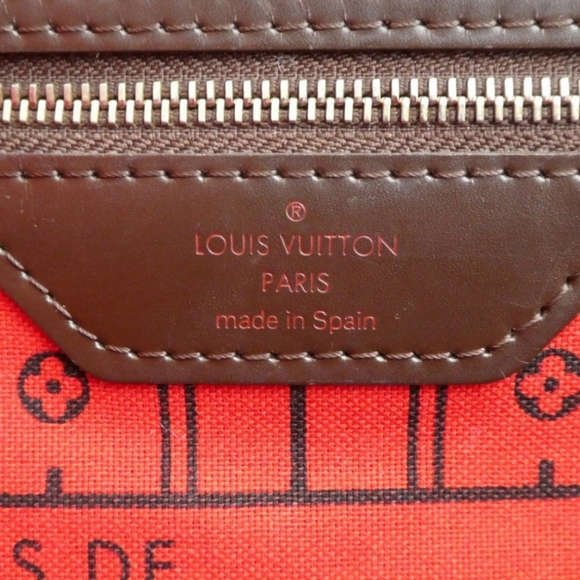 ®
LOUIS VUITTON
PARIS
made in Spain
S DE